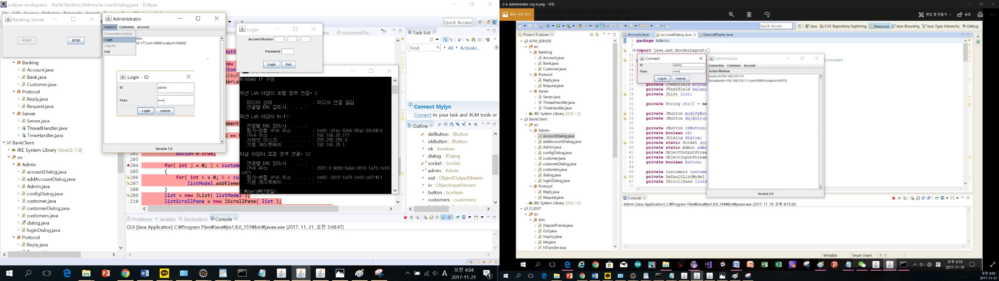 eclipse-workspace - BankClient/src/Admin/accountDialog.java - Eclipse
File Edit Source Refactor Navigate Search
Banking Server
START
STOP
Administrator
connect Customer account
Connection setting
Login
Log out
End
ction.
35.177,port=9999,localport=64836]
Login - ID
ID
admin
Pass
••••
Login
cancel
Version 1.0
Login
Account Number - -
Password
Login
End
Quick Access
customerDia...
23
Task List
Find
All
Activate...
Connect Mylyn
Connect to your task and ALM tools or
Outline
delButton : JButton
okButton : JButton
ok : boolean
dialog : JDialog
socket : Socket
admin : Admin
out : ObjectOutputStream
in : ObjectInputStream
button : boolean
customers : customers
Banking
Account.java
Bank.java
Customer.java
Protocol
Reply.java
Request.java
Server
Server.java
ThreadHandler.java
TimeHandler.java
BankClient
JRE System Library [JavaSE-1.8]
src
Admin
accountDialog.java
addAccountDialog.java
Admin.java
configDialog.java
customer.java
customerDialog.java
customers.java
dialog.java
loginDialog.java
Protocol
Reply.java
202 button = true;
203
204 for( int j = 0; j < custome
205 {
206 for( int k = 0; k < cu
207 listModel.addElemen
208 }
209 list = new JList( listModel );
210 listScrollPane = new JScrollPane( list );
Windows IP 구성
무선 LAN 어댑터 로컬 영역 연결* 2:
미디어 상태 . . . . . . . . : 미디어 연결 끊김
연결별 DNS 접미사. . . . :
무선 LAN 어댑터 Wi-Fi:
연결별 DNS 접미사. . . . :
링크-로컬 IPv6 주소 . . . . : fe80::d1ac:82e6:85a2:83c9%13
IPv4 주소 . . . . . . . . . : 192.168.35.177
서브넷 마스크 . . . . . . . : 255.255.255.0
기본 게이트웨이 . . . . . . : 192.168.35.1
터널 어댑터 로컬 영역 연결* 12:
연결별 DNS 접미사. . . . :
IPv6 주소 . . . . . . . . . : 2001:0:9d38:6abd:3810:1a75:fe10
:c071
링크-로컬 IPv6 주소 . . . . : fe80::3810:1a75:fe10:c071%11
기본 게이트웨이 . . . . . . : ::
C:₩Users₩민병일>
Problems Javadoc Declaration Console
GUI [Java Application] C:₩Program Files₩Java₩jre1.8.0_151₩bin₩javaw.exe (2017. 11. 21. 오전 3:48:47)
TALK
A
오전 4:04
2017-11-21
1
2-4. Administrator Log in.png - 사진
모든 사진 보기
편집 및 만들기
공유
Quick Access
Java CVS Repository Exploring Resource Java Browsing Java Type Hierarchy Debug
Project Explorer
ATM_SERVER
src
Banking
Account.java
Bank.java
Customer.java
Protocol
Reply.java
Request.java
Server
Server.java
ThreadHandler.java
TimeHandler.java
JRE System Library [J2SE-1.5]
BankClient
src
Admin
accountDialog.java
addAccountDialog.java
Admin.java
configDialog.java
customer.java
customerDialog.java
customers.java
dialog.java
loginDialog.java
Protocol
Reply.java
Request.java
JRE System Library [J2SE-1.5]
CLIENT
src
atm
DepositFrame.java
GUI.java
Inquiry.java
Ma.java
NTransfer.java
Account.java accountDialog.java DepositFrame.java
1 package Admin;
2
3 import java.awt.BorderLayout;
21
Listener
Connect
ID
admin
Pass
••••
Log in
Cancel
Administrator
Connection Customer Account
Action Window
Access to192.168.219.111
Socket[addr=/192.168.219.111,port=9999,localport=54533]
Version 1.0
27 private JTextField accoun
28 private JTextField balanc
29 private JList list;
30
31 private String str[] = ne
32
33 private JButton modifyBut
34 private JButton delButton
35
36 private JButton okButton;
37 private boolean ok;
38 private JDialog dialog;
39 private static Socket soc
40 private static Admin admi
41 private ObjectOutputStrea
42 private ObjectInputStream
43 private boolean button;
44
45 private customers custome
46 private DefaultListModel
47 private JScrollPane listS
Console
Admin [Java Application] C:₩Program Files₩Java₩jre1.8.0_144₩bin₩javaw.exe (2017. 11. 19. 오후 8:15:30)
Writable Smart Insert 1 : 1
오후 8:18
2017-11-19
오전 4:04
2017-11-21